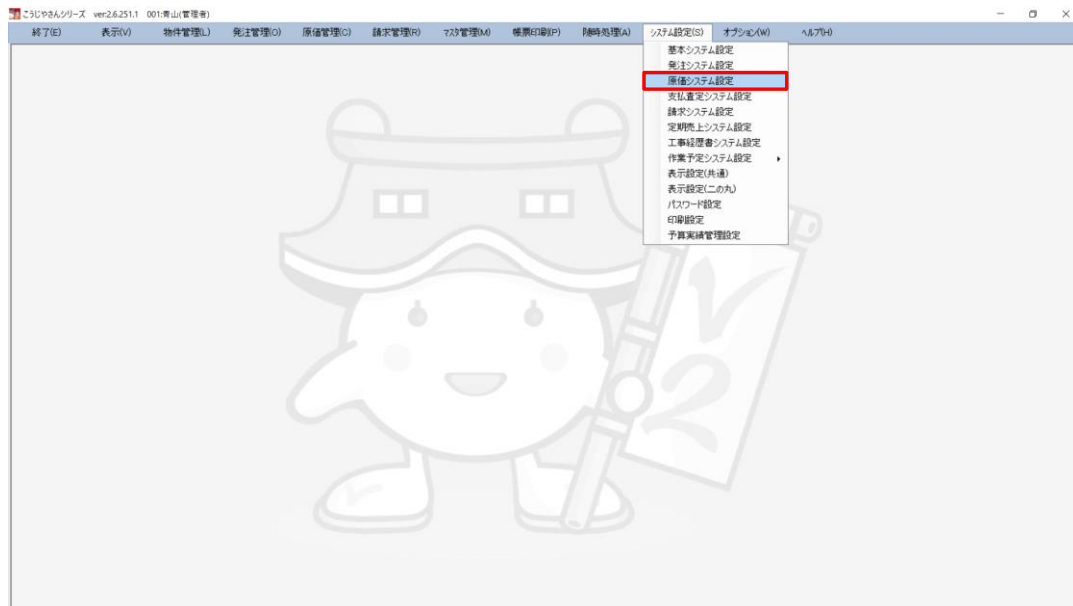 こうじやさんシリーズ ver:2.6.251.1 001:青山(管理者)
終了(E) 表示(V) 物件管理(L) 発注管理(O) 原価管理(C) 請求管理(R) マスタ管理(M) 帳票印刷(P) 随時処理(A) システム設定(S) オプション(W) ヘルプ(H)
基本システム設定
発注システム設定
原価システム設定
支払査定システム設定
請求システム設定
定期売上システム設定
工事経歴書システム設定
作業予定システム設定
表示設定(共通)
表示設定(二の丸)
パスワード設定
印刷設定
予算実績管理設定
V2